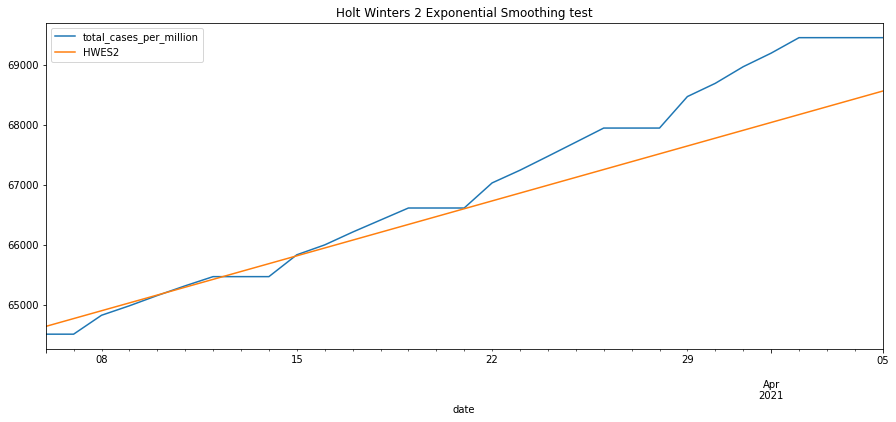 Holt Winters 2 Exponential Smoothing test
total_cases_per_million
HWES2
69000
68000
67000
66000
65000
08
15
22
29
05
Apr
2021
date